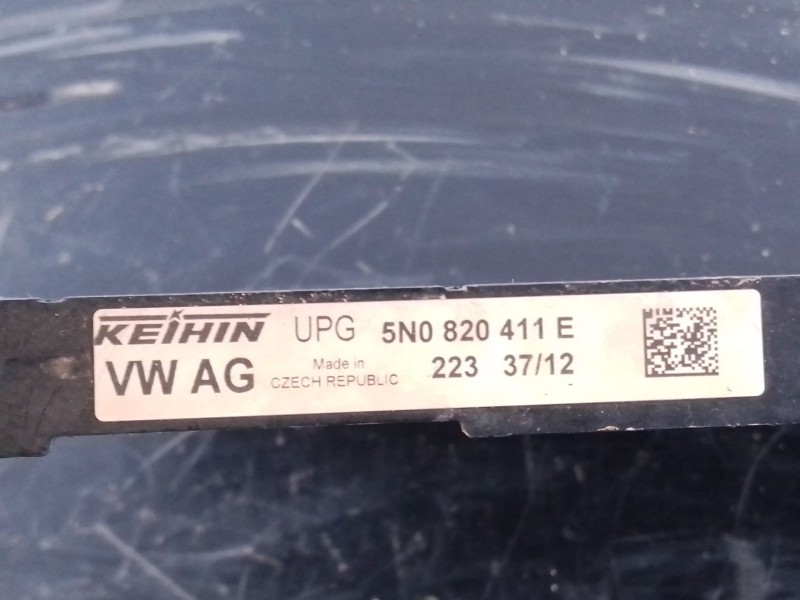 KEIHIN UPG 5N0 820 411 E
VW AG Made in 223 37/12
CZECH REPUBLIC